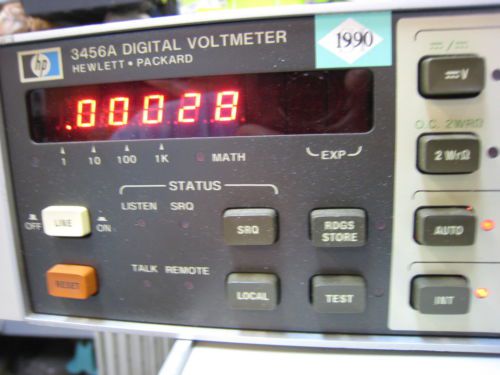 hp
3456A DIGITAL VOLTMETER
HEWLETT • PACKARD
1990
.00028
1 10 100 1K MATH EXP
V
O.C. 2WRΩ
2 WrΩ
STATUS
LISTEN SRQ
OFF LINE ON
SRQ
RDGS
STORE
AUTO
TALK REMOTE
RESET
LOCAL
TEST
INT